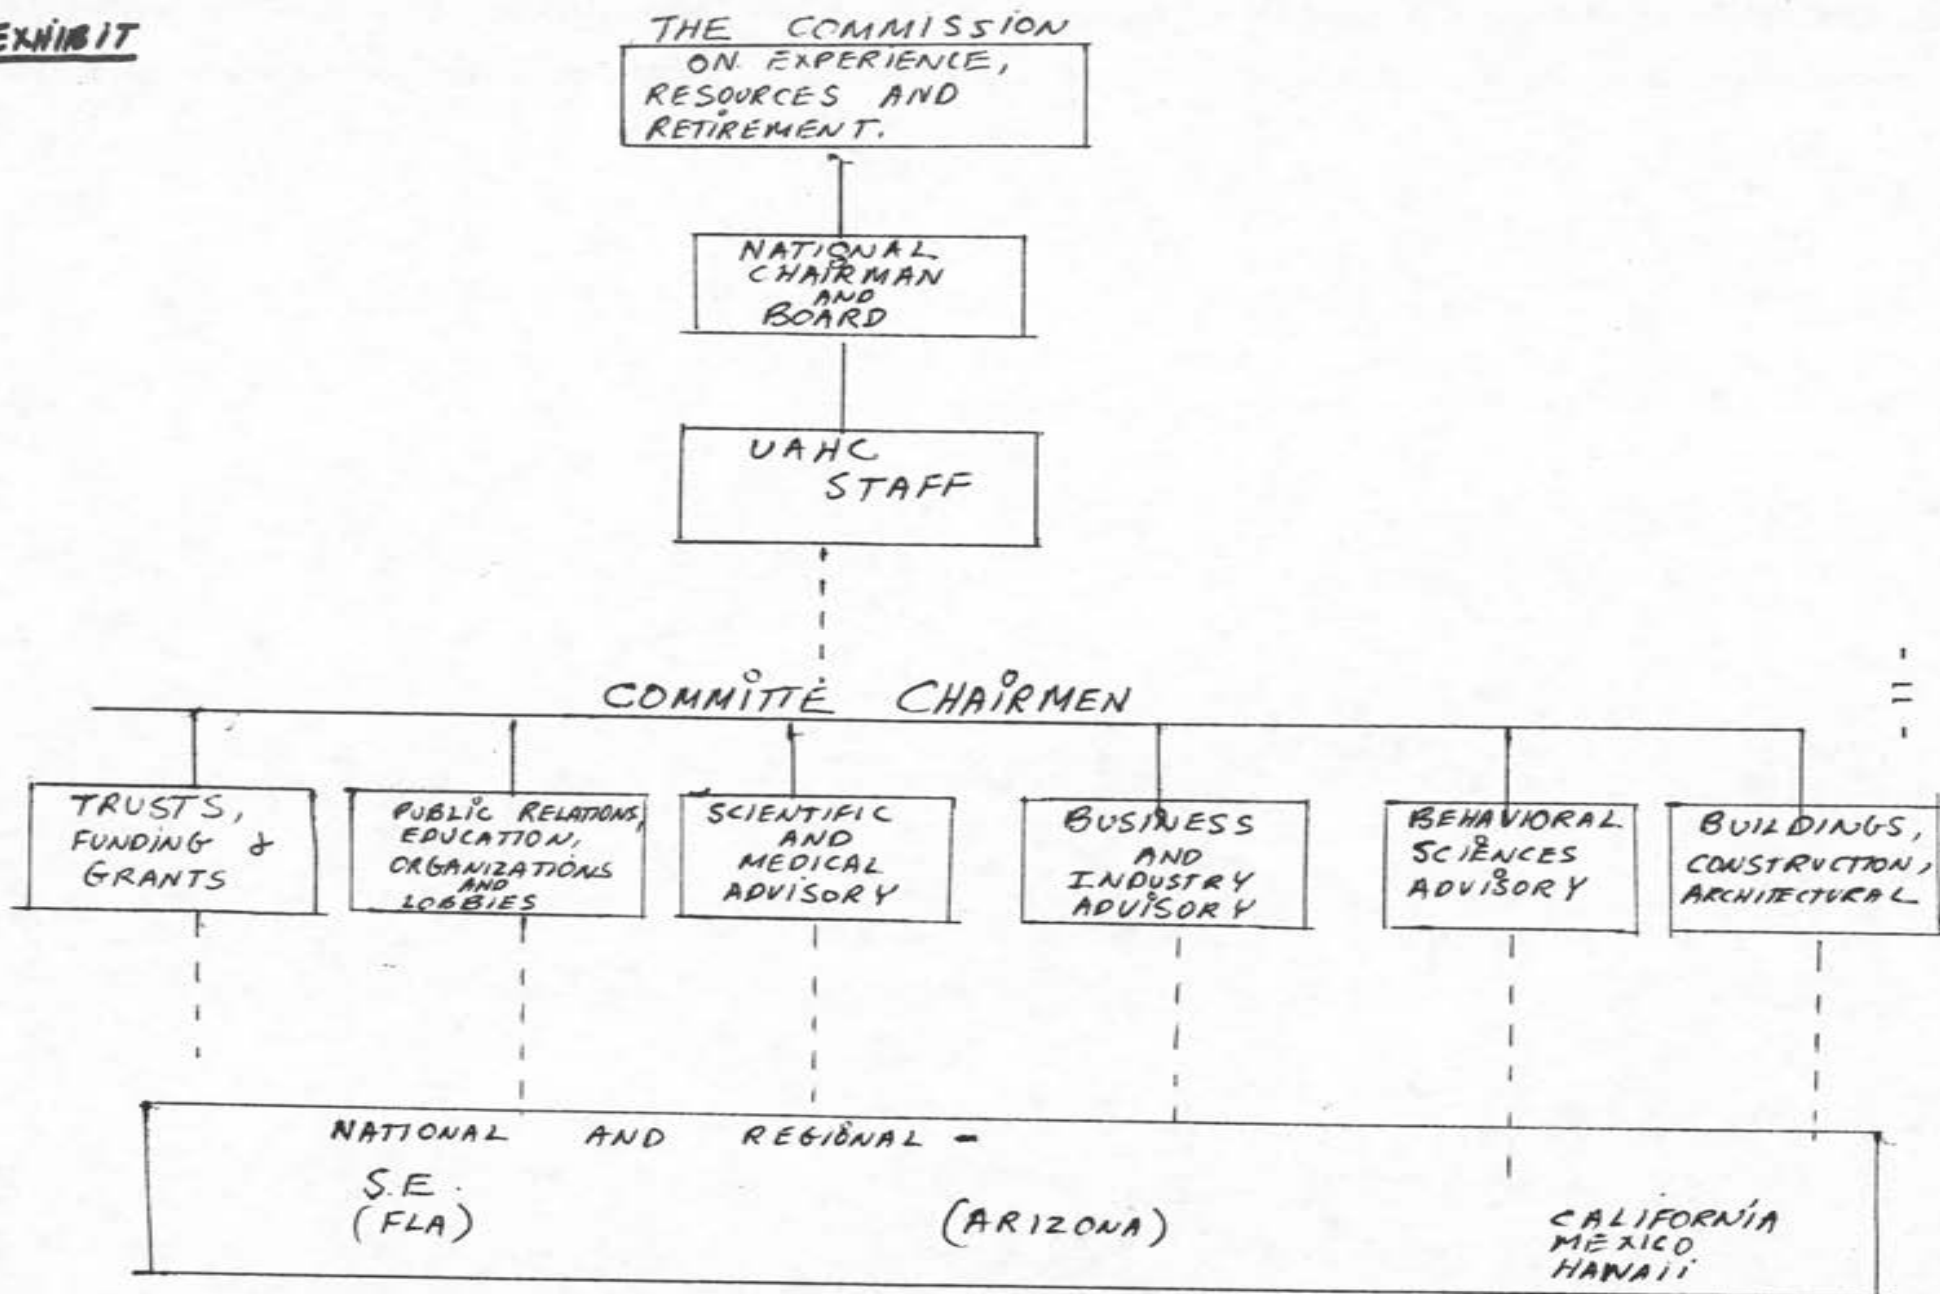 EXHIBIT
THE COMMISSION
ON EXPERIENCE,
RESOURCES AND
RETIREMENT.
NATIONAL
CHAIRMAN
AND
BOARD
UAHC
STAFF
COMMITTE CHAIRMEN
- 11 -
TRUSTS,
FUNDING &
GRANTS
PUBLIC RELATIONS,
EDUCATION,
ORGANIZATIONS
AND
LOBBIES
SCIENTIFIC
AND
MEDICAL
ADVISORY
BUSINESS
AND
INDUSTRY
ADVISORY
BEHAVIORAL
SCIENCES
ADVISORY
BUILDINGS,
CONSTRUCTION,
ARCHITECTURAL
NATIONAL AND REGIONAL -
S.E.
(FLA)
(ARIZONA)
CALIFORNIA
MEXICO
HAWAII